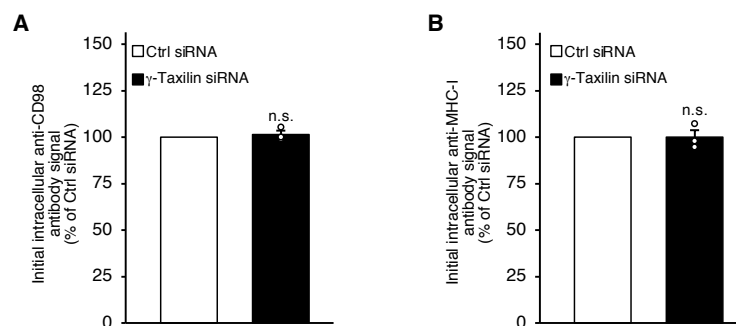 A
Initial intracellular anti-CD98
antibody signal
(% of Ctrl siRNA)
150
125
100
75
50
25
0
Ctrl siRNA
γ-Taxilin siRNA
n.s.
B
Initial intracellular anti-MHC-I
antibody signal
(% of Ctrl siRNA)
150
125
100
75
50
25
0
Ctrl siRNA
γ-Taxilin siRNA
n.s.